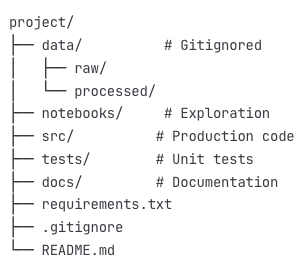 project/
├── data/          # Gitignored
│   ├── raw/
│   └── processed/
├── notebooks/     # Exploration
├── src/          # Production code
├── tests/        # Unit tests
├── docs/         # Documentation
├── requirements.txt
├── .gitignore
└── README.md